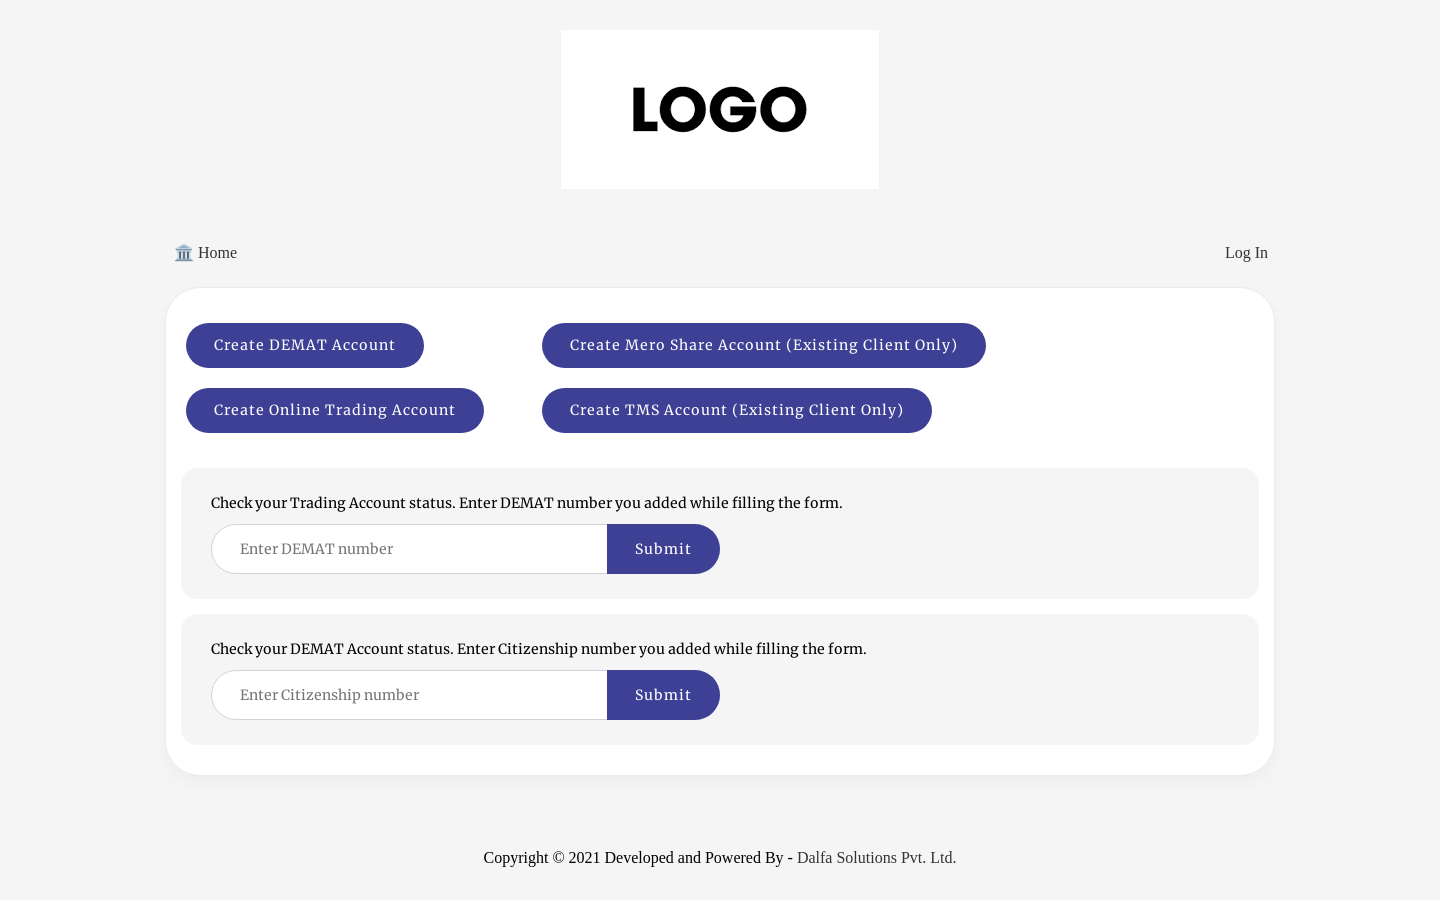 LOGO
🏛️ Home
Log In
Create DEMAT Account
Create Mero Share Account (Existing Client Only)
Create Online Trading Account
Create TMS Account (Existing Client Only)
Check your Trading Account status. Enter DEMAT number you added while filling the form.
Enter DEMAT number
Submit
Check your DEMAT Account status. Enter Citizenship number you added while filling the form.
Enter Citizenship number
Submit
Copyright © 2021 Developed and Powered By - Dalfa Solutions Pvt. Ltd.